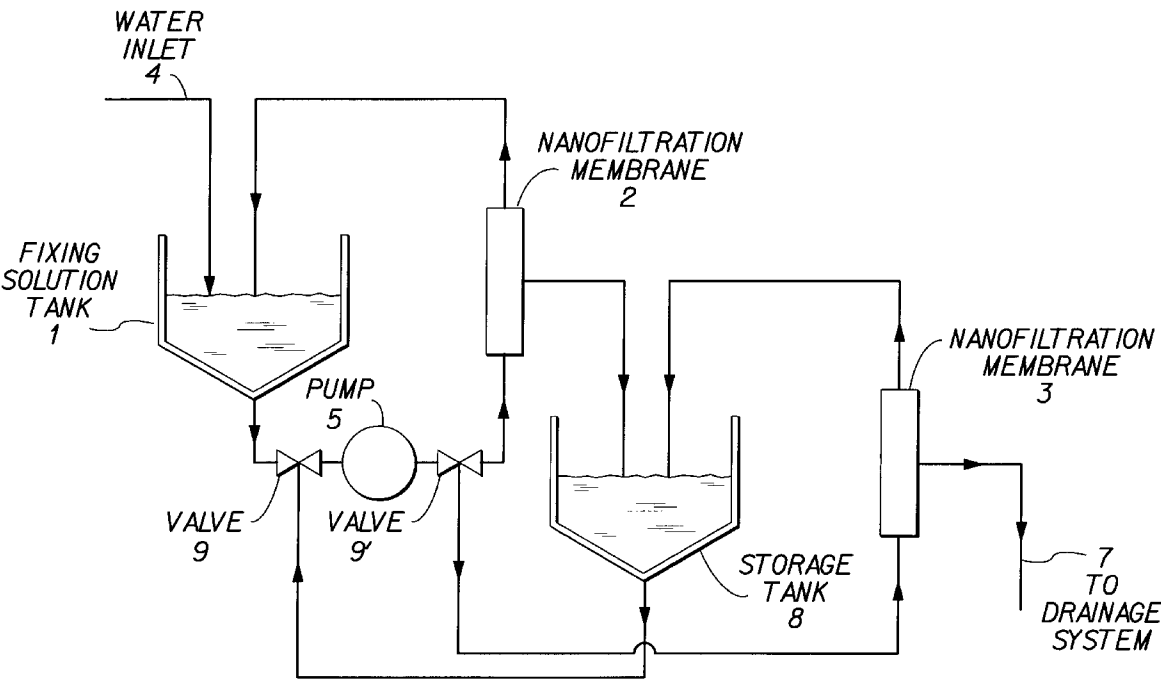 WATER
INLET
4
NANOFILTRATION
MEMBRANE
2
FIXING
SOLUTION
TANK
1
NANOFILTRATION
MEMBRANE
3
PUMP
5
VALVE
9
VALVE
9'
STORAGE
TANK
8
7
TO
DRAINAGE
SYSTEM